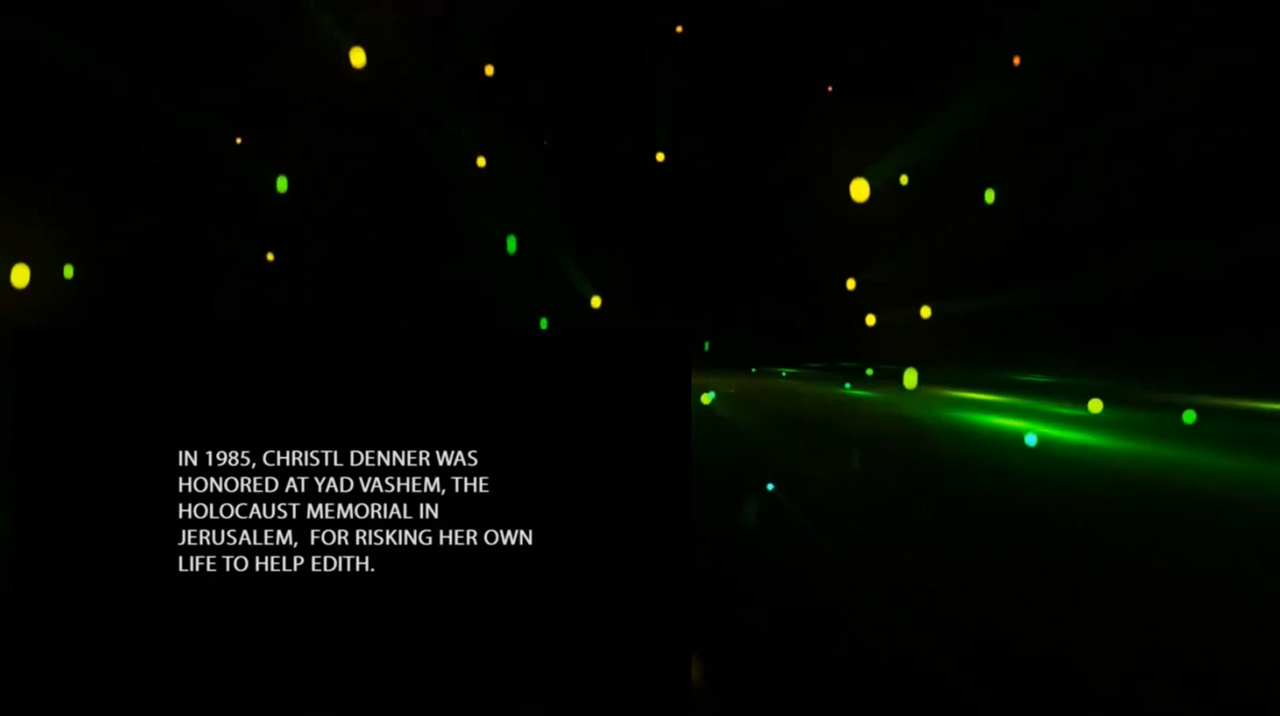 IN 1985, CHRISTL DENNER WAS
HONORED AT YAD VASHEM, THE
HOLOCAUST MEMORIAL IN
JERUSALEM,  FOR RISKING HER OWN
LIFE TO HELP EDITH.